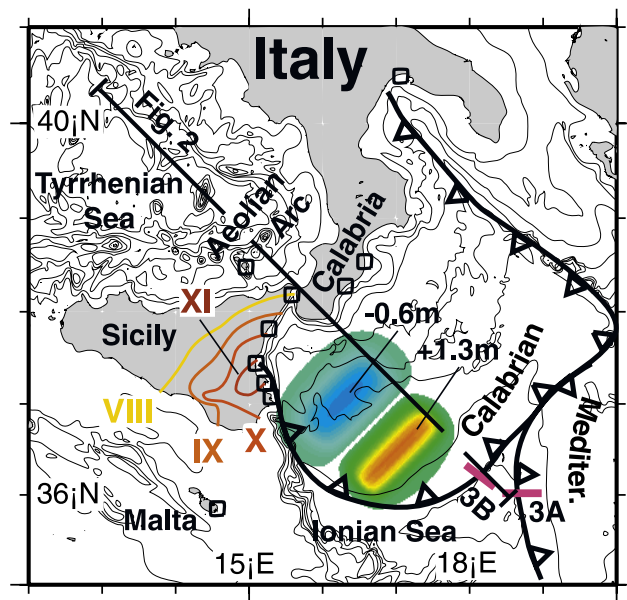 Italy
40¡N
Fig. 2
Tyrrhenian
Sea
Aeolian
Arc
Calabria
XI
Sicily
-0.6m
+1.3m
VIII
IX
X
Calabrian
Mediter.
36¡N
Malta
3B
3A
Ionian Sea
15¡E
18¡E